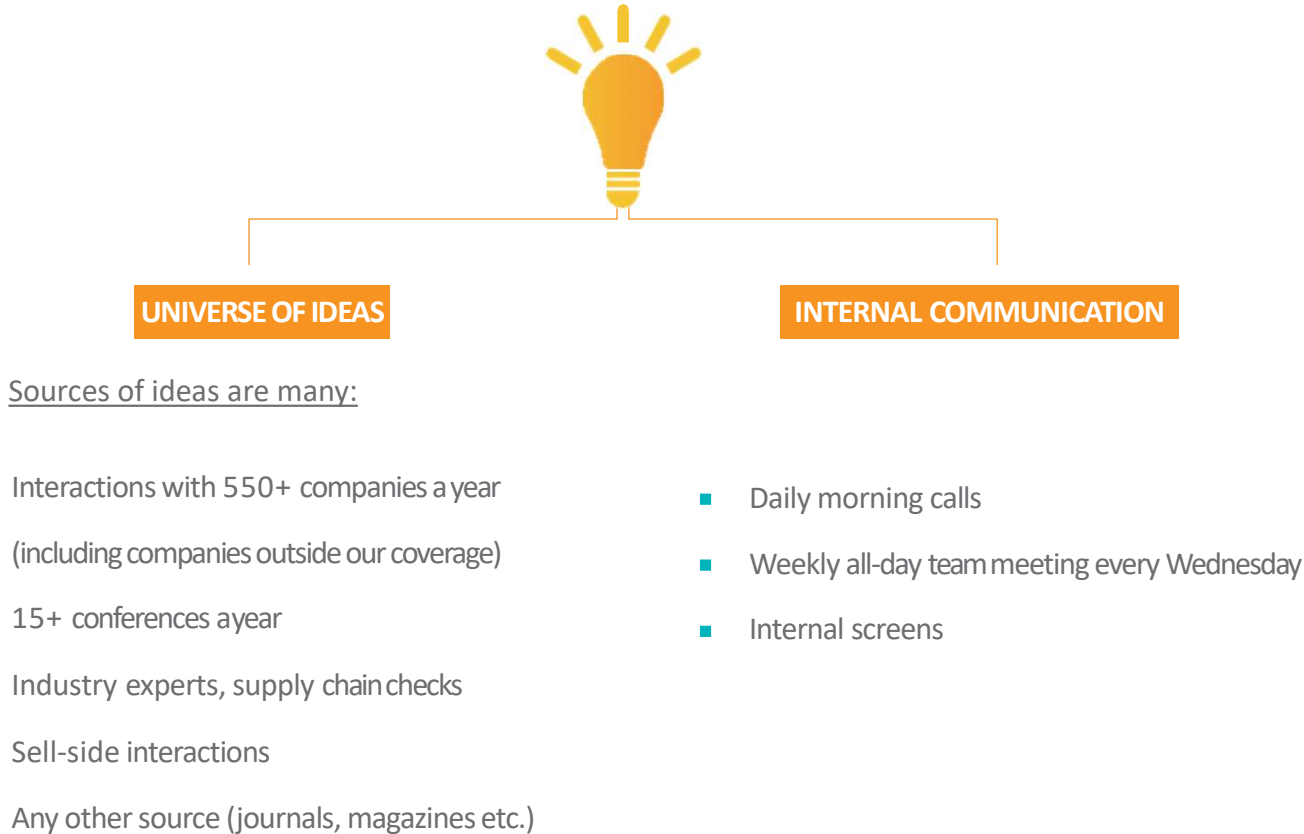 UNIVERSE OF IDEAS
Sources of ideas are many:
Interactions with 550+ companies a year
(including companies outside our coverage)
15+ conferences a year
Industry experts, supply chain checks
Sell-side interactions
Any other source (journals, magazines etc.)
INTERNAL COMMUNICATION
▪ Daily morning calls
▪ Weekly all-day team meeting every Wednesday
▪ Internal screens